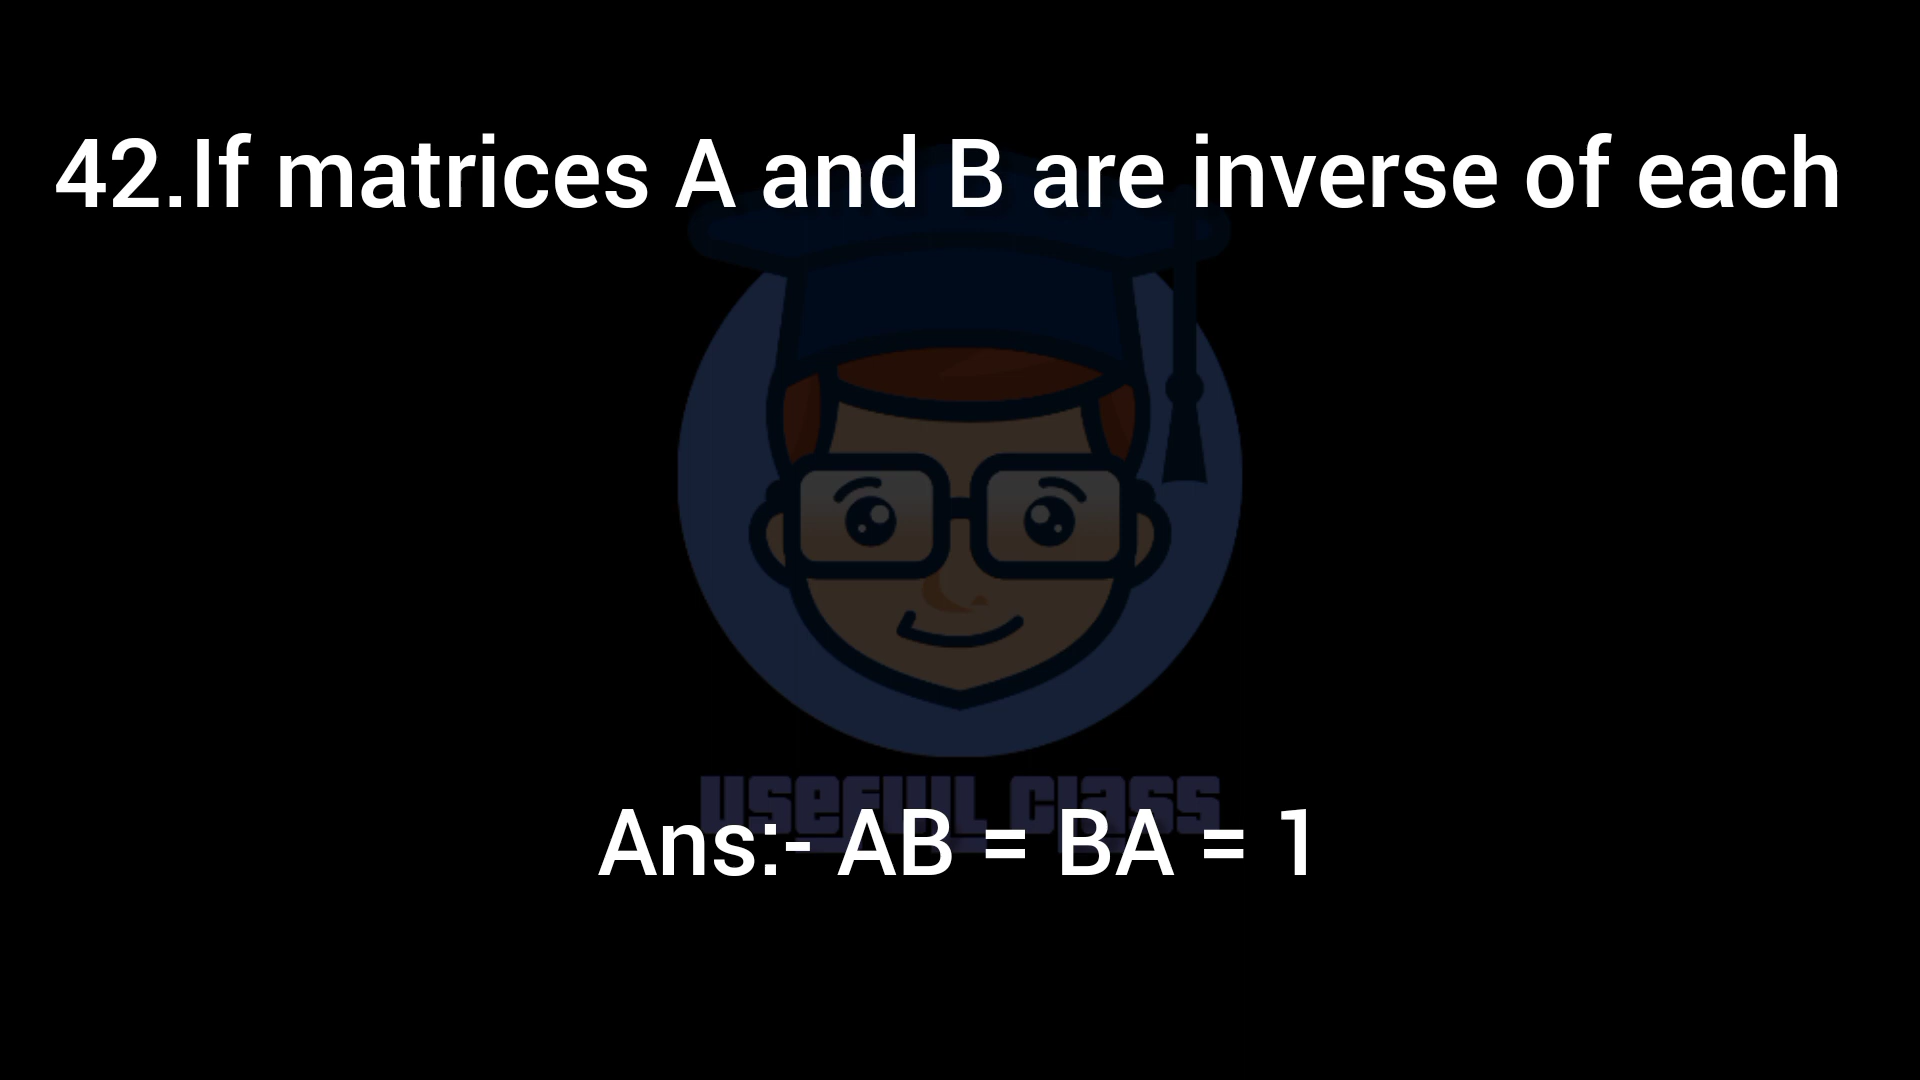 42.If matrices A and B are inverse of each
USEFUL CLASS
Ans:- AB = BA = 1